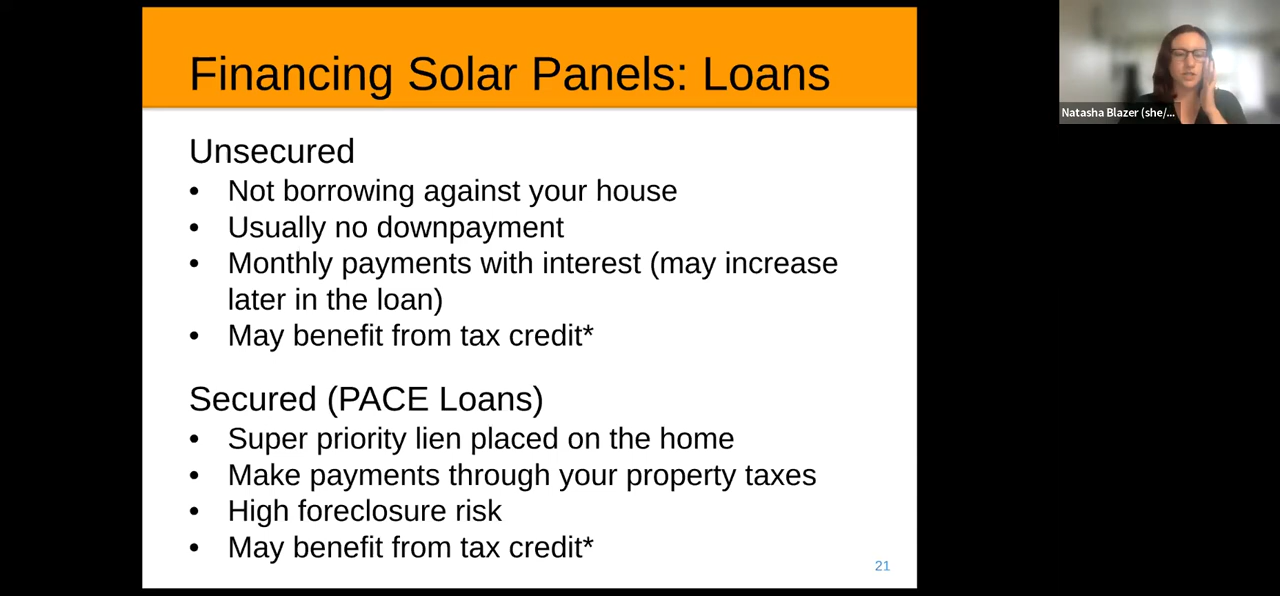 Financing Solar Panels: Loans
Unsecured
• Not borrowing against your house
• Usually no downpayment
• Monthly payments with interest (may increase
later in the loan)
• May benefit from tax credit*
Secured (PACE Loans)
• Super priority lien placed on the home
• Make payments through your property taxes
• High foreclosure risk
• May benefit from tax credit*
21
Natasha Blazer (she/...